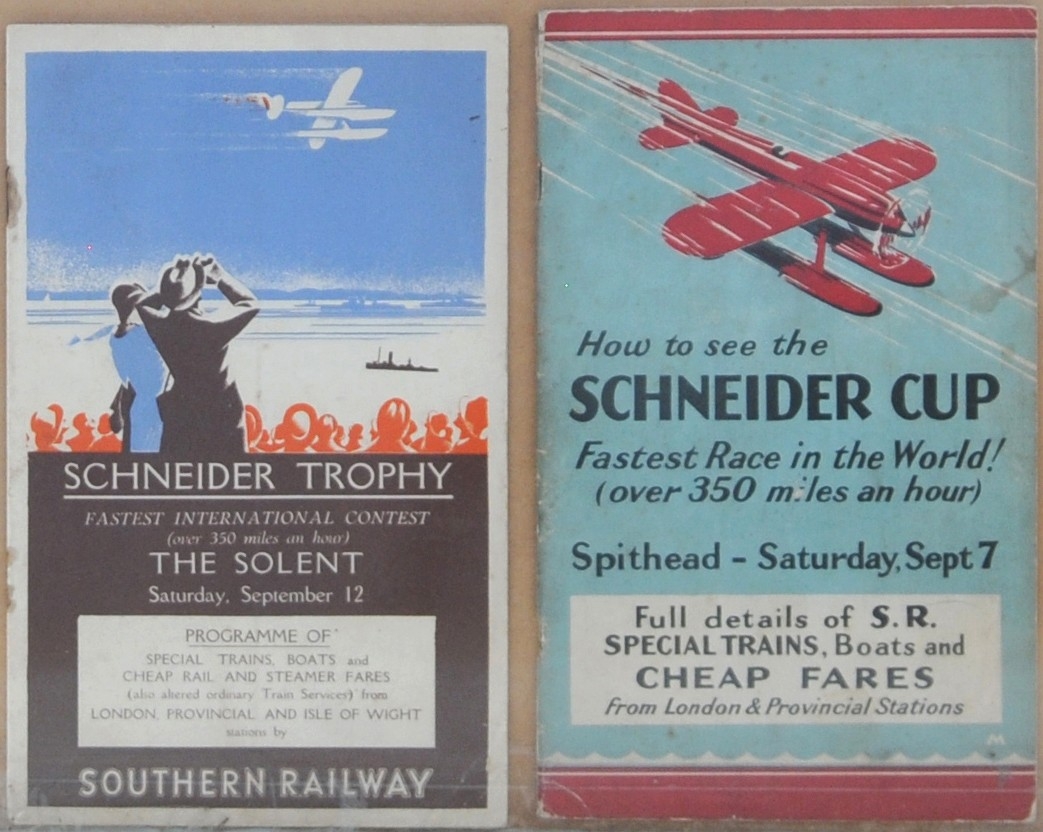 SCHNEIDER TROPHY
FASTEST INTERNATIONAL CONTEST
(over 350 miles an hour)
THE SOLENT
Saturday, September 12
PROGRAMME OF
SPECIAL TRAINS, BOATS and
CHEAP RAIL AND STEAMER FARES
(also altered ordinary Train Services) from
LONDON, PROVINCIAL AND ISLE OF WIGHT
stations by
SOUTHERN RAILWAY
How to see the
SCHNEIDER CUP
Fastest Race in the World!
(over 350 miles an hour)
Spithead - Saturday, Sept 7
Full details of S.R.
SPECIAL TRAINS, Boats and
CHEAP FARES
from London & Provincial Stations
M